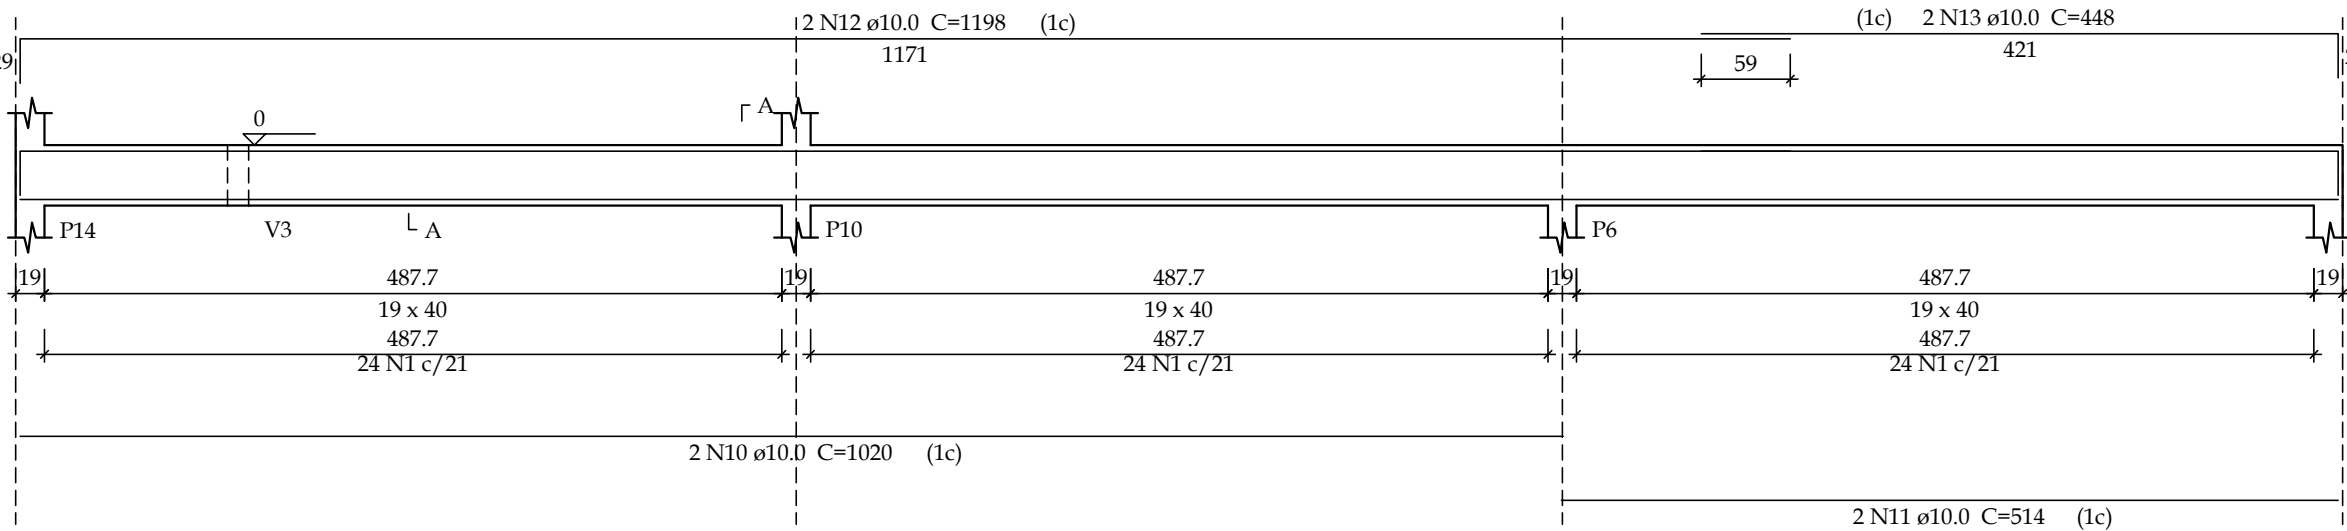 2 N12 ø10.0 C=1198 (1c)
(1c) 2 N13 ø10.0 C=448
1171
421
59
A
0
P14
V3
A
P10
P6
19
487.7
19
487.7
19
487.7
19
19 x 40
19 x 40
19 x 40
487.7
487.7
487.7
24 N1 c/21
24 N1 c/21
24 N1 c/21
2 N10 ø10.0 C=1020 (1c)
2 N11 ø10.0 C=514 (1c)